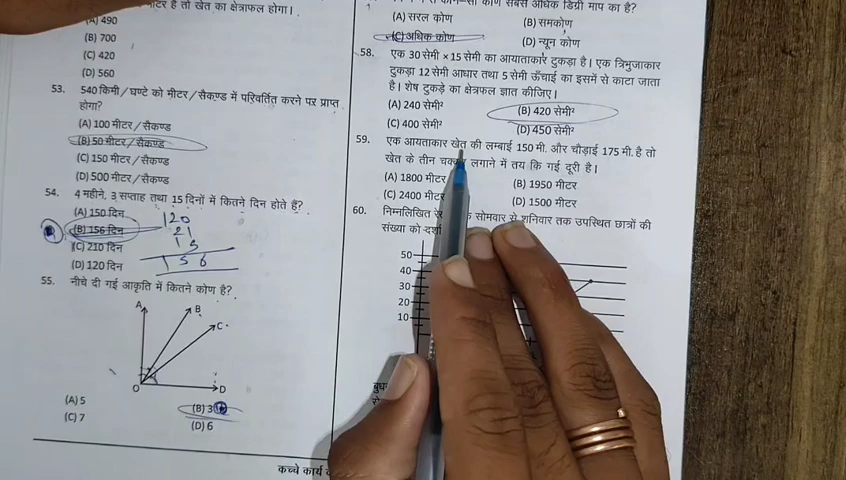 मीटर है तो खेत का क्षेत्रफल होगा।
(A) 490
(B) 700
(C) 420
(D) 560
53. 540 किमी/घण्टे को मीटर/सैकण्ड में परिवर्तित करने पर प्राप्त
होगा?
(A) 100 मीटर/सैकण्ड
(B) 50 मीटर/सैकण्ड
(C) 150 मीटर/सैकण्ड
(D) 500 मीटर/सैकण्ड
54. 4 महीने, 3 सप्ताह तथा 15 दिनों में कितने दिन होते हैं?
(A) 150 दिन
(B) 156 दिन
(C) 210 दिन
(D) 120 दिन
120
21
15
156
55. नीचे दी गई आकृति में कितने कोण है?
A
B
C
O
D
(A) 5
(B) 3
(C) 7
(D) 6
कच्चे कार्य
सबसे अधिक डिग्री माप का है?
(A) सरल कोण
(B) समकोण
(C) अधिक कोण
(D) न्यून कोण
58. एक 30 सेमी × 15 सेमी का आयाताकार टुकड़ा है। एक त्रिमुजाकार
टुकड़ा 12 सेमी आधार तथा 5 सेमी ऊँचाई का इसमें से काटा जाता
है। शेष टुकड़े का क्षेत्रफल ज्ञात कीजिए।
(A) 240 सेमी²
(B) 420 सेमी²
(C) 400 सेमी²
(D) 450 सेमी²
59. एक आयताकार खेत की लम्बाई 150 मी. और चौड़ाई 175 मी. है तो
खेत के तीन चक्कर लगाने में तय कि गई दूरी है।
(A) 1800 मीटर
(B) 1950 मीटर
(C) 2400 मीटर
(D) 1500 मीटर
60. निम्नलिखित सोमवार से शनिवार तक उपस्थित छात्रों की
संख्या को
50
40
30
20
10